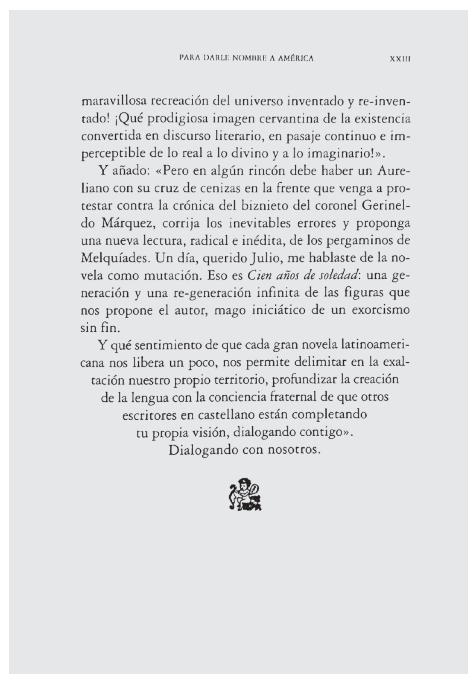 PARA DARLE NOMBRE A AMÉRICA XXIII
maravillosa recreación del universo inventado y re-inven-
tado! ¡Qué prodigiosa imagen cervantina de la existencia
convertida en discurso literario, en pasaje continuo e im-
perceptible de lo real a lo divino y a lo imaginario!».
Y añado: «Pero en algún rincón debe haber un Aure-
liano con su cruz de cenizas en la frente que venga a pro-
testar contra la crónica del biznieto del coronel Gerinel-
do Márquez, corrija los inevitables errores y proponga
una nueva lectura, radical e inédita, de los pergaminos de
Melquíades. Un día, querido Julio, me hablaste de la no-
vela como mutación. Eso es Cien años de soledad: una ge-
neración y una re-generación infinita de las figuras que
nos propone el autor, mago iniciático de un exorcismo
sin fin.
Y qué sentimiento de que cada gran novela latinoameri-
cana nos libera un poco, nos permite delimitar en la exal-
tación nuestro propio territorio, profundizar la creación
de la lengua con la conciencia fraternal de que otros
escritores en castellano están completando
tu propia visión, dialogando contigo».
Dialogando con nosotros.